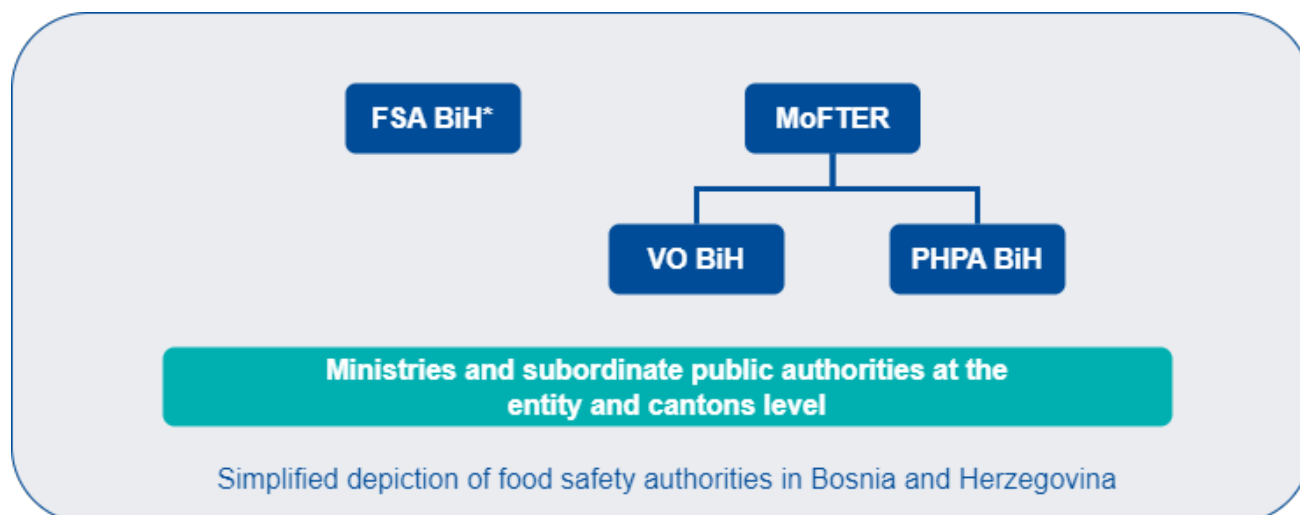 FSA BiH*
MoFTER
VO BiH
PHPA BiH
Ministries and subordinate public authorities at the
entity and cantons level
Simplified depiction of food safety authorities in Bosnia and Herzegovina